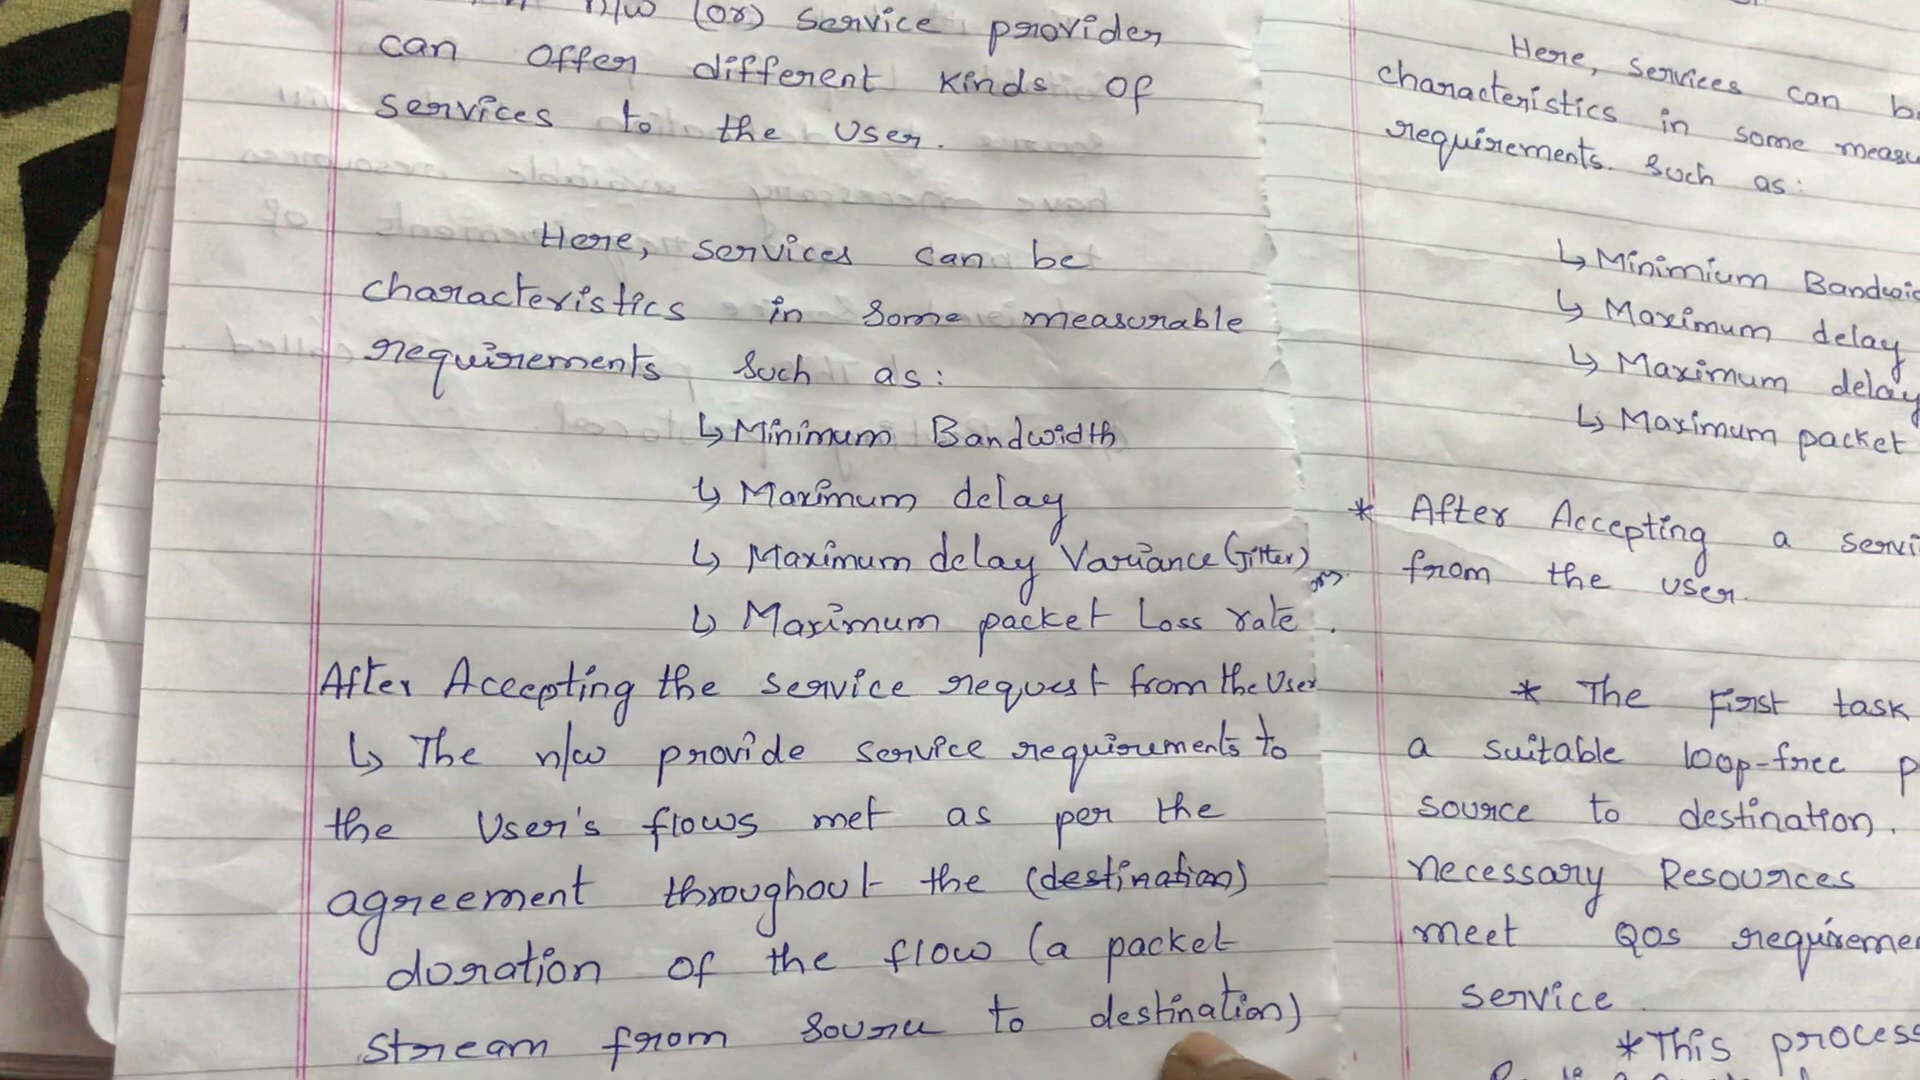 n/w (or) service provider
can offer different kinds of
services to the user.
Here, services can be
characteristics in some measurable
requirements such as:
↳ Minimum Bandwidth
↳ Maximum delay
↳ Maximum delay Variance (Jitter)
↳ Maximum packet Loss rate.
After Accepting the service request from the User
↳ The n/w provide service requirements to
the User's flows met as per the
agreement throughout the (destination)
duration of the flow (a packet
stream from source to destination)
Here, services can
characteristics in some
requirements. Such as:
↳ Minimium
↳ Maximum delay
↳ Maximum delay
↳ Maximum packet
* After Accepting a
from the user.
* The first task
a suitable loop-free
source to destination.
necessary Resources
meet QOS
service
* This process